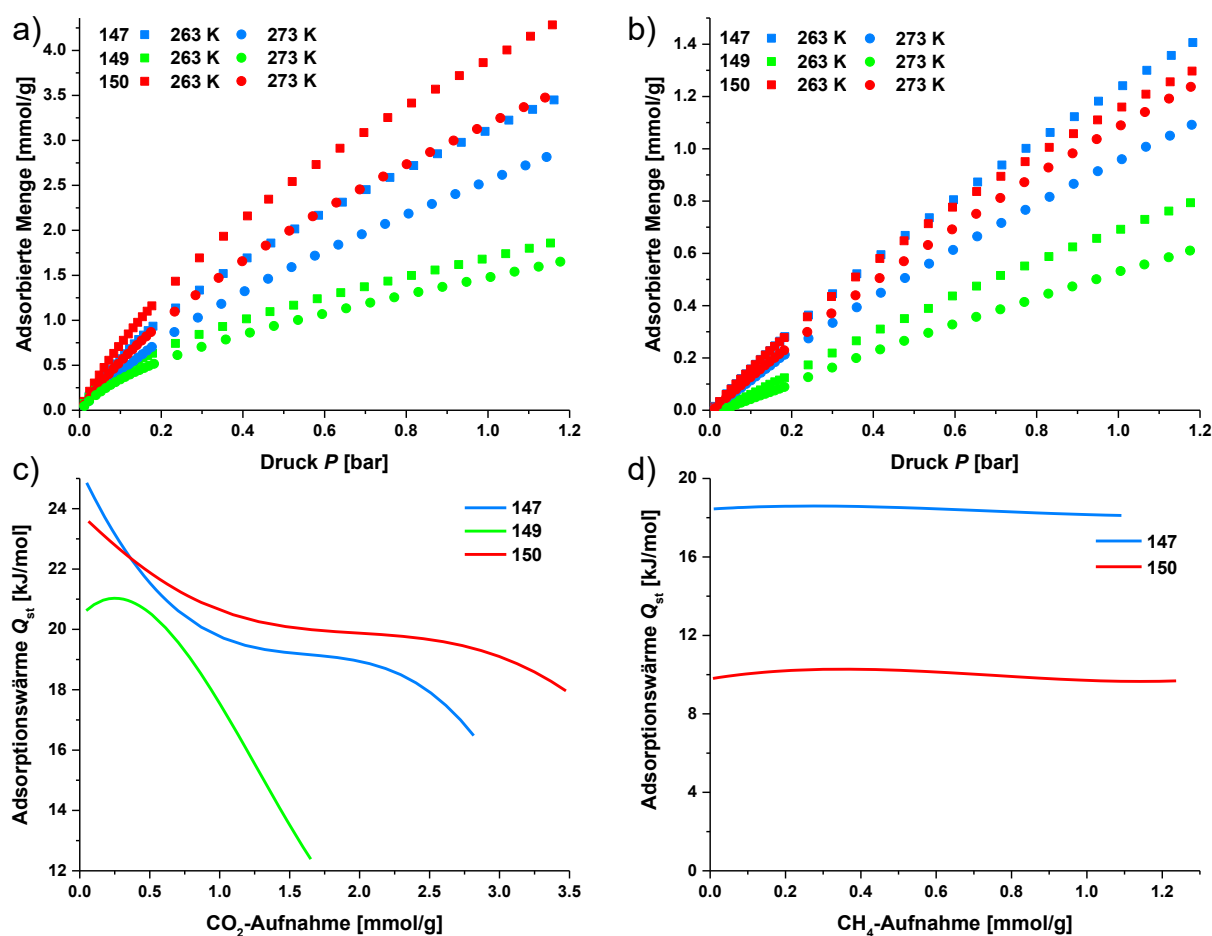 a)
147 263 K 273 K
149 263 K 273 K
150 263 K 273 K
Adsorbierte Menge [mmol/g]
4.0
3.5
3.0
2.5
2.0
1.5
1.0
0.5
0.0
0.0 0.2 0.4 0.6 0.8 1.0 1.2
Druck P [bar]
b)
147 263 K 273 K
149 263 K 273 K
150 263 K 273 K
Adsorbierte Menge [mmol/g]
1.4
1.2
1.0
0.8
0.6
0.4
0.2
0.0
0.0 0.2 0.4 0.6 0.8 1.0 1.2
Druck P [bar]
c)
147
149
150
Adsorptionswärme Qst [kJ/mol]
24
22
20
18
16
14
12
0.0 0.5 1.0 1.5 2.0 2.5 3.0 3.5
CO2-Aufnahme [mmol/g]
d)
147
150
Adsorptionswärme Qst [kJ/mol]
20
16
12
8
4
0
0.0 0.2 0.4 0.6 0.8 1.0 1.2
CH4-Aufnahme [mmol/g]